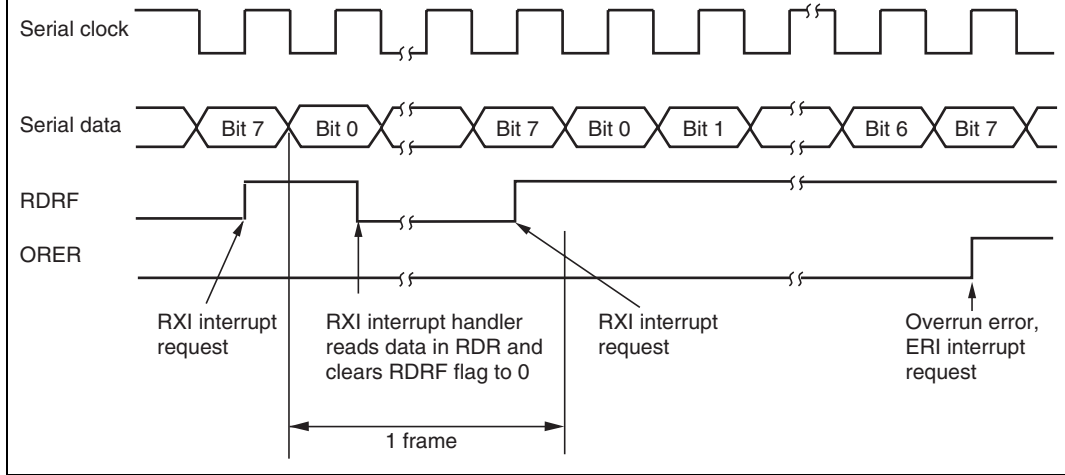 Serial clock
Serial data
Bit 7 Bit 0 Bit 7 Bit 0 Bit 1 Bit 6 Bit 7
RDRF
ORER
RXI interrupt
request
RXI interrupt handler
reads data in RDR and
clears RDRF flag to 0
RXI interrupt
request
Overrun error,
ERI interrupt
request
1 frame